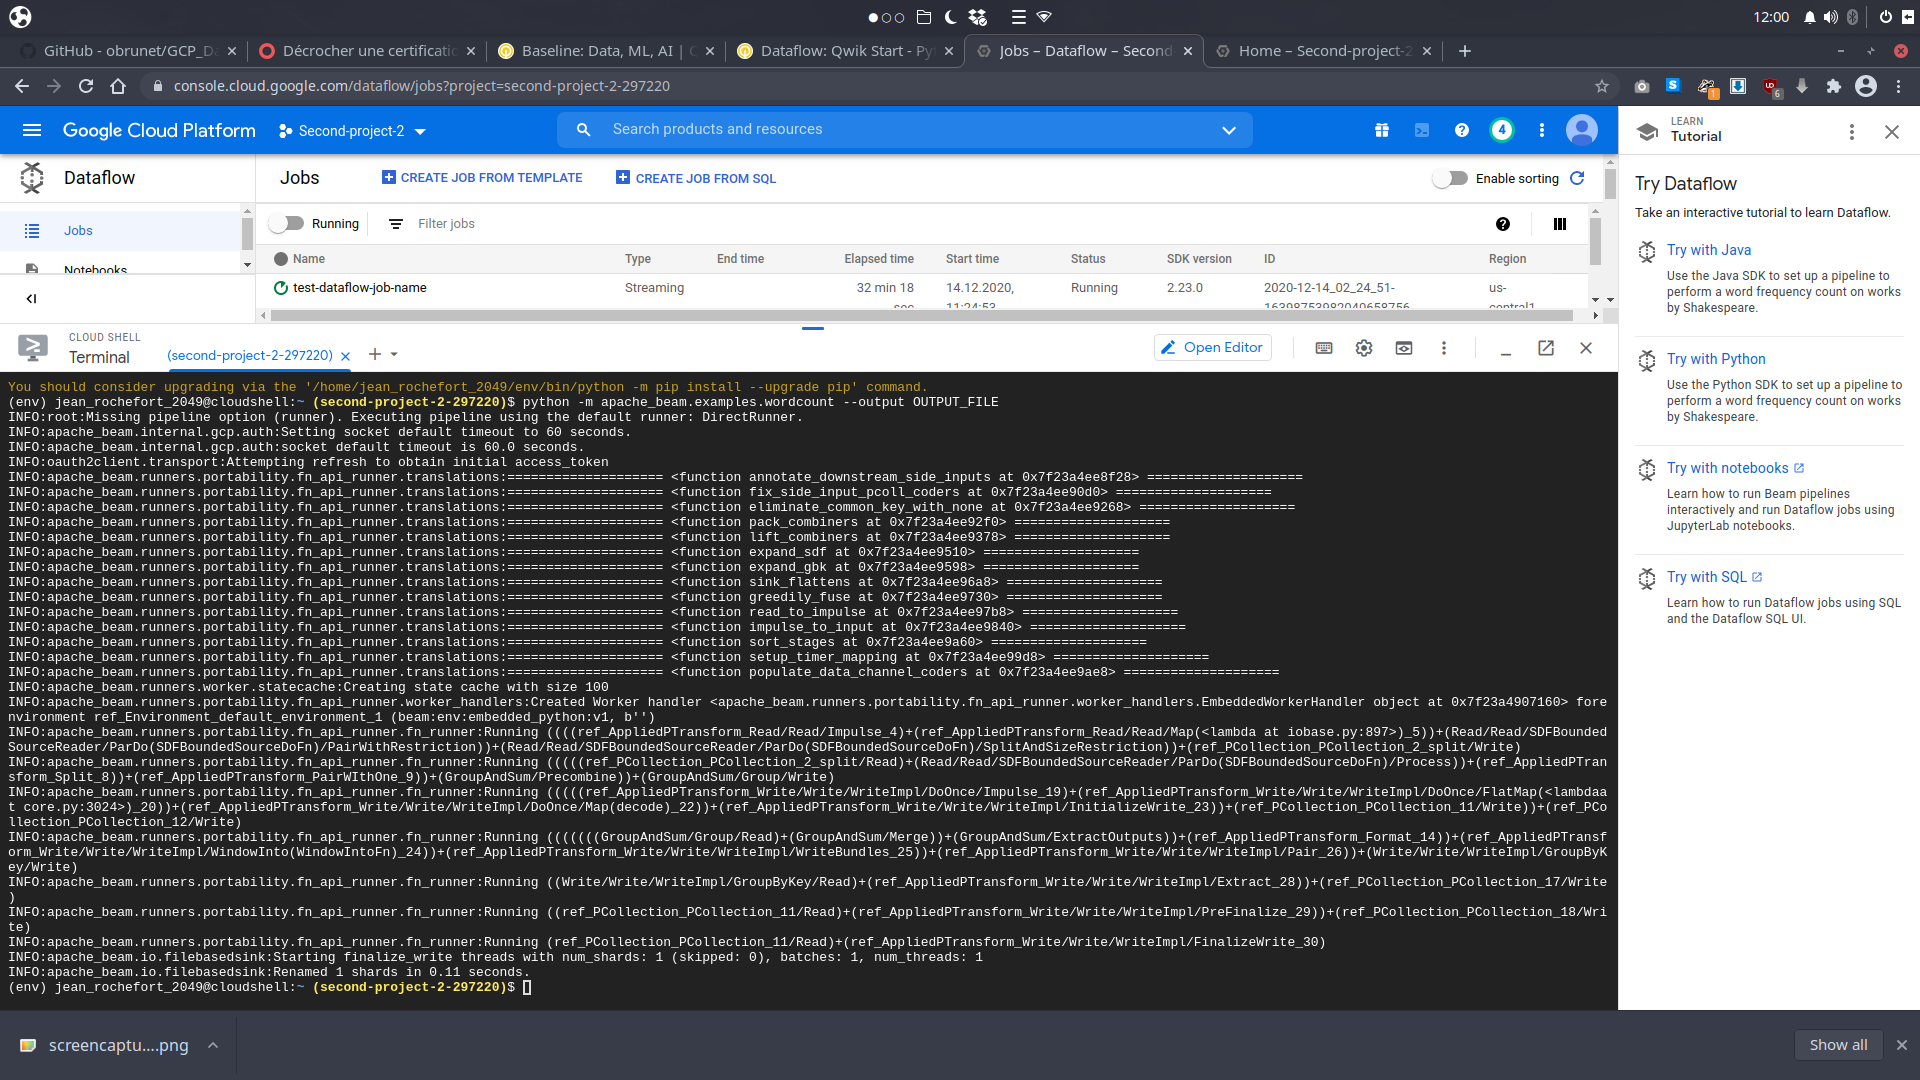 12:00
GitHub - obrunet/GCP_Da
Décrocher une certificatio
Baseline: Data, ML, AI | Q
Dataflow: Qwik Start - Pyt
Jobs – Dataflow – Second
Home – Second-project-2
console.cloud.google.com/dataflow/jobs?project=second-project-2-297220
Google Cloud Platform
Second-project-2
Search products and resources
4
LEARN
Tutorial
Dataflow
Jobs
CREATE JOB FROM TEMPLATE
CREATE JOB FROM SQL
Enable sorting
Jobs
Notebooks
Running
Filter jobs
Name Type End time Elapsed time Start time Status SDK version ID Region
test-dataflow-job-name Streaming 32 min 18 14.12.2020, Running 2.23.0 2020-12-14_02_24_51- us-
sec 11:24:53 16398753982040658756 central1
Try Dataflow
Take an interactive tutorial to learn Dataflow.
Try with Java
Use the Java SDK to set up a pipeline to
perform a word frequency count on works
by Shakespeare.
Try with Python
Use the Python SDK to set up a pipeline to
perform a word frequency count on works
by Shakespeare.
Try with notebooks
Learn how to run Beam pipelines
interactively and run Dataflow jobs using
JupyterLab notebooks.
Try with SQL
Learn how to run Dataflow jobs using SQL
and the Dataflow SQL UI.
CLOUD SHELL
Terminal
(second-project-2-297220)
Open Editor
You should consider upgrading via the '/home/jean_rochefort_2049/env/bin/python -m pip install --upgrade pip' command.
(env) jean_rochefort_2049@cloudshell:~ (second-project-2-297220)$ python -m apache_beam.examples.wordcount --output OUTPUT_FILE
INFO:root:Missing pipeline option (runner). Executing pipeline using the default runner: DirectRunner.
INFO:apache_beam.internal.gcp.auth:Setting socket default timeout to 60 seconds.
INFO:apache_beam.internal.gcp.auth:socket default timeout is 60.0 seconds.
INFO:oauth2client.transport:Attempting refresh to obtain initial access_token
INFO:apache_beam.runners.portability.fn_api_runner.translations:==================== <function annotate_downstream_side_inputs at 0x7f23a4ee8f28> ====================
INFO:apache_beam.runners.portability.fn_api_runner.translations:==================== <function fix_side_input_pcoll_coders at 0x7f23a4ee90d0> ====================
INFO:apache_beam.runners.portability.fn_api_runner.translations:==================== <function eliminate_common_key_with_none at 0x7f23a4ee9268> ====================
INFO:apache_beam.runners.portability.fn_api_runner.translations:==================== <function pack_combiners at 0x7f23a4ee92f0> ====================
INFO:apache_beam.runners.portability.fn_api_runner.translations:==================== <function lift_combiners at 0x7f23a4ee9378> ====================
INFO:apache_beam.runners.portability.fn_api_runner.translations:==================== <function expand_sdf at 0x7f23a4ee9510> ====================
INFO:apache_beam.runners.portability.fn_api_runner.translations:==================== <function expand_gbk at 0x7f23a4ee9598> ====================
INFO:apache_beam.runners.portability.fn_api_runner.translations:==================== <function sink_flattens at 0x7f23a4ee96a8> ====================
INFO:apache_beam.runners.portability.fn_api_runner.translations:==================== <function greedily_fuse at 0x7f23a4ee9730> ====================
INFO:apache_beam.runners.portability.fn_api_runner.translations:==================== <function read_to_impulse at 0x7f23a4ee97b8> ====================
INFO:apache_beam.runners.portability.fn_api_runner.translations:==================== <function impulse_to_input at 0x7f23a4ee9840> ====================
INFO:apache_beam.runners.portability.fn_api_runner.translations:==================== <function sort_stages at 0x7f23a4ee9a60> ====================
INFO:apache_beam.runners.portability.fn_api_runner.translations:==================== <function setup_timer_mapping at 0x7f23a4ee99d8> ====================
INFO:apache_beam.runners.portability.fn_api_runner.translations:==================== <function populate_data_channel_coders at 0x7f23a4ee9ae8> ====================
INFO:apache_beam.runners.worker.statecache:Creating state cache with size 100
INFO:apache_beam.runners.portability.fn_api_runner.worker_handlers:Created Worker handler <apache_beam.runners.portability.fn_api_runner.worker_handlers.EmbeddedWorkerHandler object at 0x7f23a4907160> fore
nvironment ref_Environment_default_environment_1 (beam:env:embedded_python:v1, b'')
INFO:apache_beam.runners.portability.fn_api_runner.fn_runner:Running ((((ref_AppliedPTransform_Read/Read/Impulse_4)+(ref_AppliedPTransform_Read/Read/Map(<lambda at iobase.py:897>)_5))+(Read/Read/SDFBounded
SourceReader/ParDo(SDFBoundedSourceDoFn)/PairWithRestriction))+(Read/Read/SDFBoundedSourceReader/ParDo(SDFBoundedSourceDoFn)/SplitAndSizeRestriction))+(ref_PCollection_PCollection_2_split/Write)
INFO:apache_beam.runners.portability.fn_api_runner.fn_runner:Running (((((ref_PCollection_PCollection_2_split/Read)+(Read/Read/SDFBoundedSourceReader/ParDo(SDFBoundedSourceDoFn)/Process))+(ref_AppliedPTran
sform_Split_8))+(ref_AppliedPTransform_PairWIthOne_9))+(GroupAndSum/Precombine))+(GroupAndSum/Group/Write)
INFO:apache_beam.runners.portability.fn_api_runner.fn_runner:Running (((((ref_AppliedPTransform_Write/Write/WriteImpl/DoOnce/Impulse_19)+(ref_AppliedPTransform_Write/Write/WriteImpl/DoOnce/FlatMap(<lambdaa
t core.py:3024>)_20))+(ref_AppliedPTransform_Write/Write/WriteImpl/DoOnce/Map(decode)_22))+(ref_AppliedPTransform_Write/Write/WriteImpl/InitializeWrite_23))+(ref_PCollection_PCollection_11/Write))+(ref_PCo
llection_PCollection_12/Write)
INFO:apache_beam.runners.portability.fn_api_runner.fn_runner:Running (((((((GroupAndSum/Group/Read)+(GroupAndSum/Merge))+(GroupAndSum/ExtractOutputs))+(ref_AppliedPTransform_Format_14))+(ref_AppliedPTransf
orm_Write/Write/WriteImpl/WindowInto(WindowIntoFn)_24))+(ref_AppliedPTransform_Write/Write/WriteImpl/WriteBundles_25))+(ref_AppliedPTransform_Write/Write/WriteImpl/Pair_26))+(Write/Write/WriteImpl/GroupByK
ey/Write)
INFO:apache_beam.runners.portability.fn_api_runner.fn_runner:Running ((Write/Write/WriteImpl/GroupByKey/Read)+(ref_AppliedPTransform_Write/Write/WriteImpl/Extract_28))+(ref_PCollection_PCollection_17/Write
)
INFO:apache_beam.runners.portability.fn_api_runner.fn_runner:Running ((ref_PCollection_PCollection_11/Read)+(ref_AppliedPTransform_Write/Write/WriteImpl/PreFinalize_29))+(ref_PCollection_PCollection_18/Wri
te)
INFO:apache_beam.runners.portability.fn_api_runner.fn_runner:Running (ref_PCollection_PCollection_11/Read)+(ref_AppliedPTransform_Write/Write/WriteImpl/FinalizeWrite_30)
INFO:apache_beam.io.filebasedsink:Starting finalize_write threads with num_shards: 1 (skipped: 0), batches: 1, num_threads: 1
INFO:apache_beam.io.filebasedsink:Renamed 1 shards in 0.11 seconds.
(env) jean_rochefort_2049@cloudshell:~ (second-project-2-297220)$
screencaptu....png
Show all